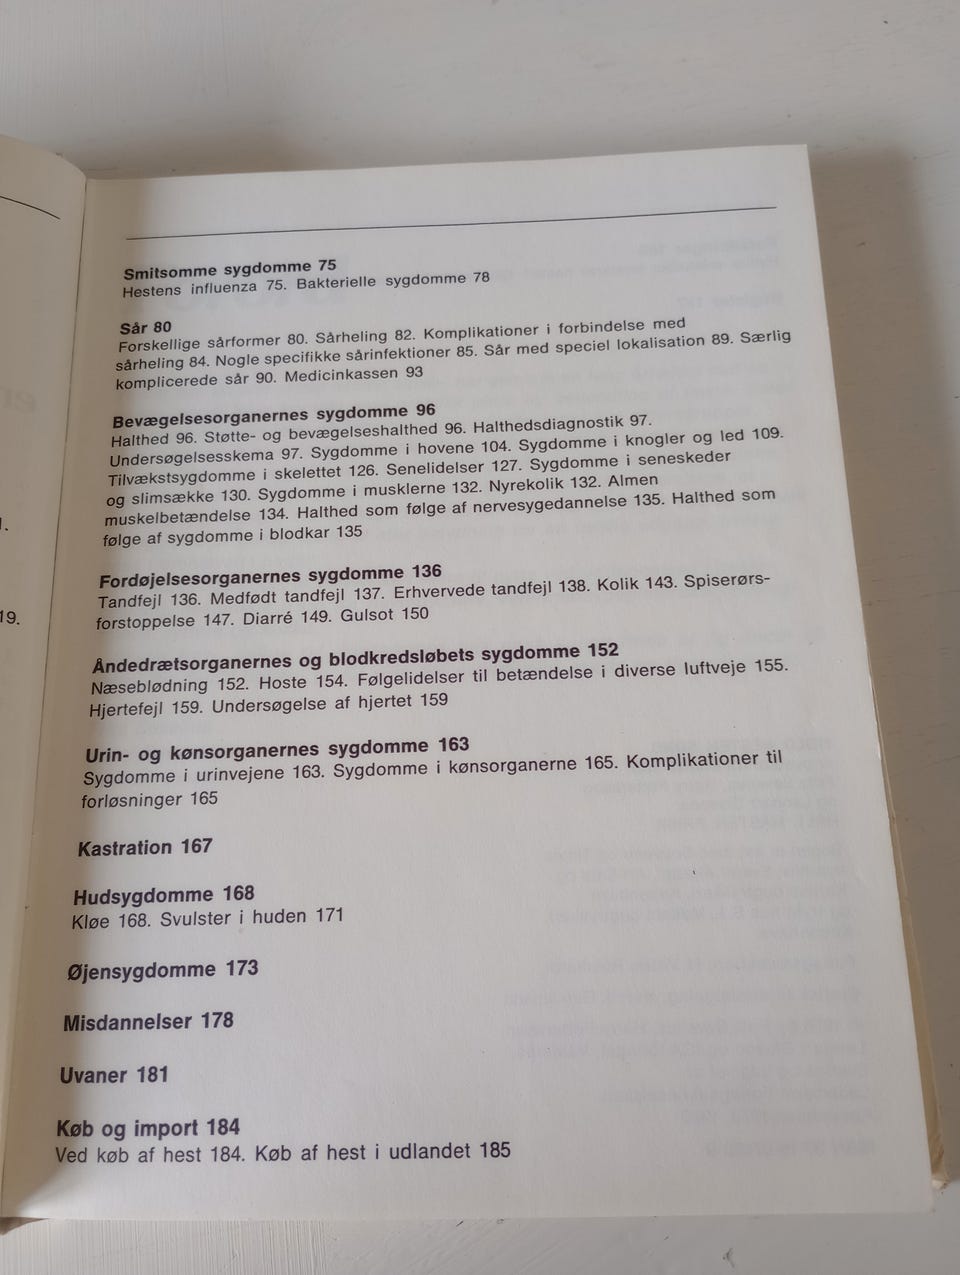 1.
19.
Smitsomme sygdomme 75
Hestens influenza 75. Bakterielle sygdomme 78
Sår 80
Forskellige sårformer 80. Sårheling 82. Komplikationer i forbindelse med
sårheling 84. Nogle specifikke sårinfektioner 85. Sår med speciel lokalisation 89. Særlig
komplicerede sår 90. Medicinkassen 93
Bevægelsesorganernes sygdomme 96
Halthed 96. Støtte- og bevægelseshalthed 96. Halthedsdiagnostik 97.
Undersøgelsesskema 97. Sygdomme i hovene 104. Sygdomme i knogler og led 109.
Tilvækstsygdomme i skelettet 126. Senelidelser 127. Sygdomme i seneskeder
og slimsække 130. Sygdomme i musklerne 132. Nyrekolik 132. Almen
muskelbetændelse 134. Halthed som følge af nervesygedannelse 135. Halthed som
følge af sygdomme i blodkar 135
Fordøjelsesorganernes sygdomme 136
Tandfejl 136. Medfødt tandfejl 137. Erhvervede tandfejl 138. Kolik 143. Spiserørs-
forstoppelse 147. Diarré 149. Gulsot 150
Åndedrætsorganernes og blodkredsløbets sygdomme 152
Næseblødning 152. Hoste 154. Følgelidelser til betændelse i diverse luftveje 155.
Hjertefejl 159. Undersøgelse af hjertet 159
Urin- og kønsorganernes sygdomme 163
Sygdomme i urinvejene 163. Sygdomme i kønsorganerne 165. Komplikationer til
forløsninger 165
Kastration 167
Hudsygdomme 168
Kløe 168. Svulster i huden 171
Øjensygdomme 173
Misdannelser 178
Uvaner 181
Køb og import 184
Ved køb af hest 184. Køb af hest i udlandet 185